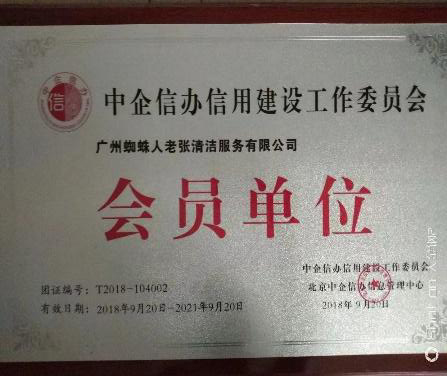 中企信办
信
中企信办信用建设工作委员会
广州蜘蛛人老张清洁服务有限公司
会员单位
中企信办信用建设工作委员会
团证编号：T2018-104002
北京中企信办信息管理中心
有效日期：2018年9月20日-2021年9月20日
2018年9月20日